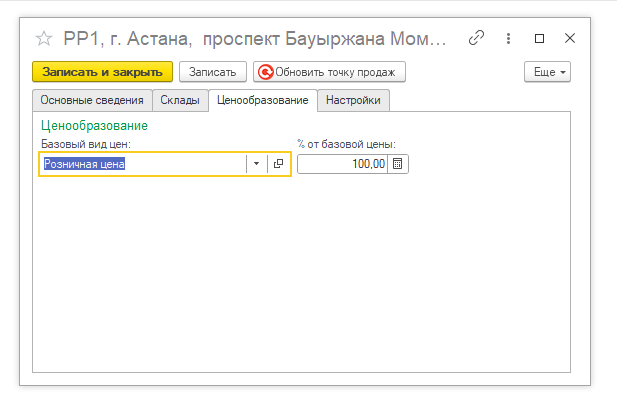 PP1, г. Астана, проспект Бауыржана Мом...
Записать и закрыть Записать Обновить точку продаж Еще
Основные сведения Склады Ценообразование Настройки
Ценообразование
Базовый вид цен: % от базовой цены:
Розничная цена 100,00